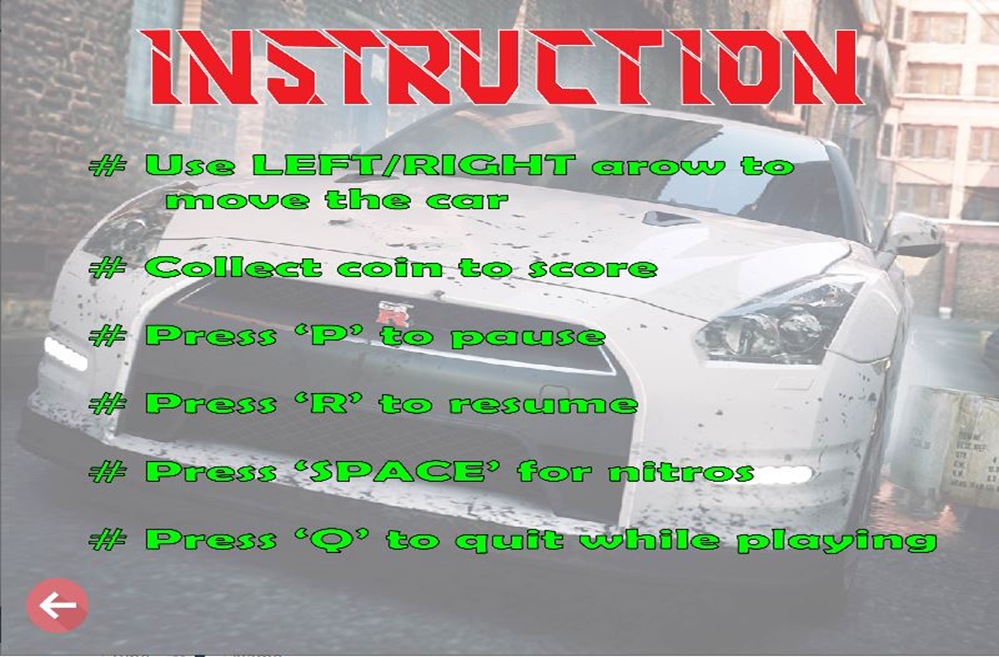 INSTRUCTION
# Use LEFT/RIGHT arow to
move the car
# Collect coin to score
# Press ‘P’ to pause
# Press ‘R’ to resume
# Press ‘SPACE’ for nitros
# Press ‘Q’ to quit while playing
R